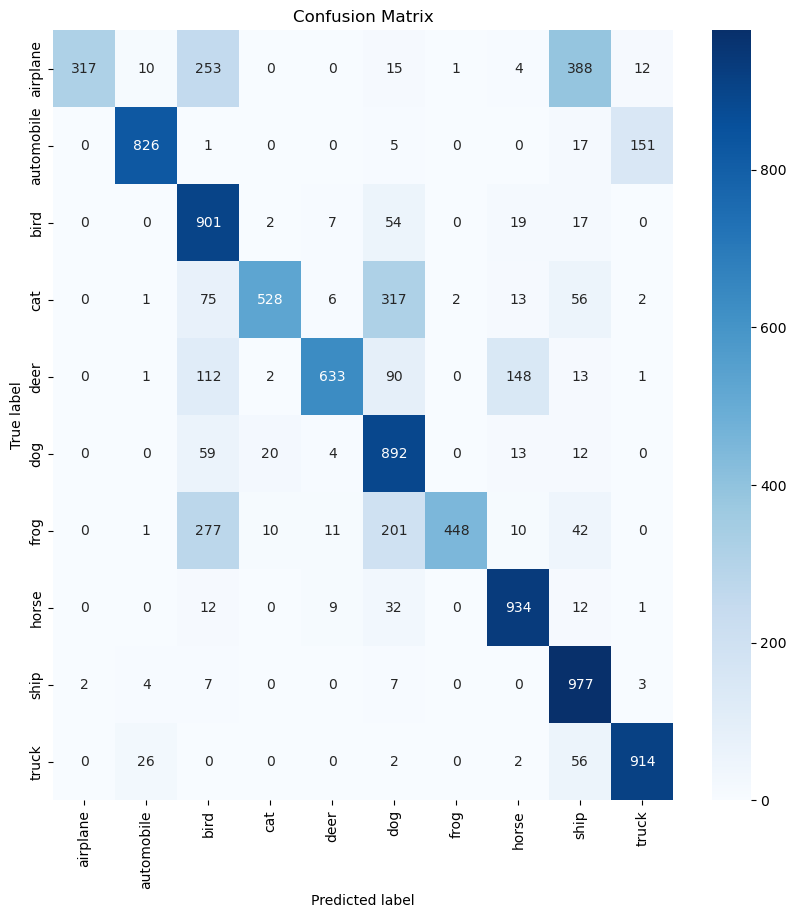 Confusion Matrix
True label
airplane 317 10 253 0 0 15 1 4 388 12
automobile 0 826 1 0 0 5 0 0 17 151
bird 0 0 901 2 7 54 0 19 17 0
cat 0 1 75 528 6 317 2 13 56 2
deer 0 1 112 2 633 90 0 148 13 1
dog 0 0 59 20 4 892 0 13 12 0
frog 0 1 277 10 11 201 448 10 42 0
horse 0 0 12 0 9 32 0 934 12 1
ship 2 4 7 0 0 7 0 0 977 3
truck 0 26 0 0 0 2 0 2 56 914
airplane automobile bird cat deer dog frog horse ship truck
Predicted label
800
600
400
200
0